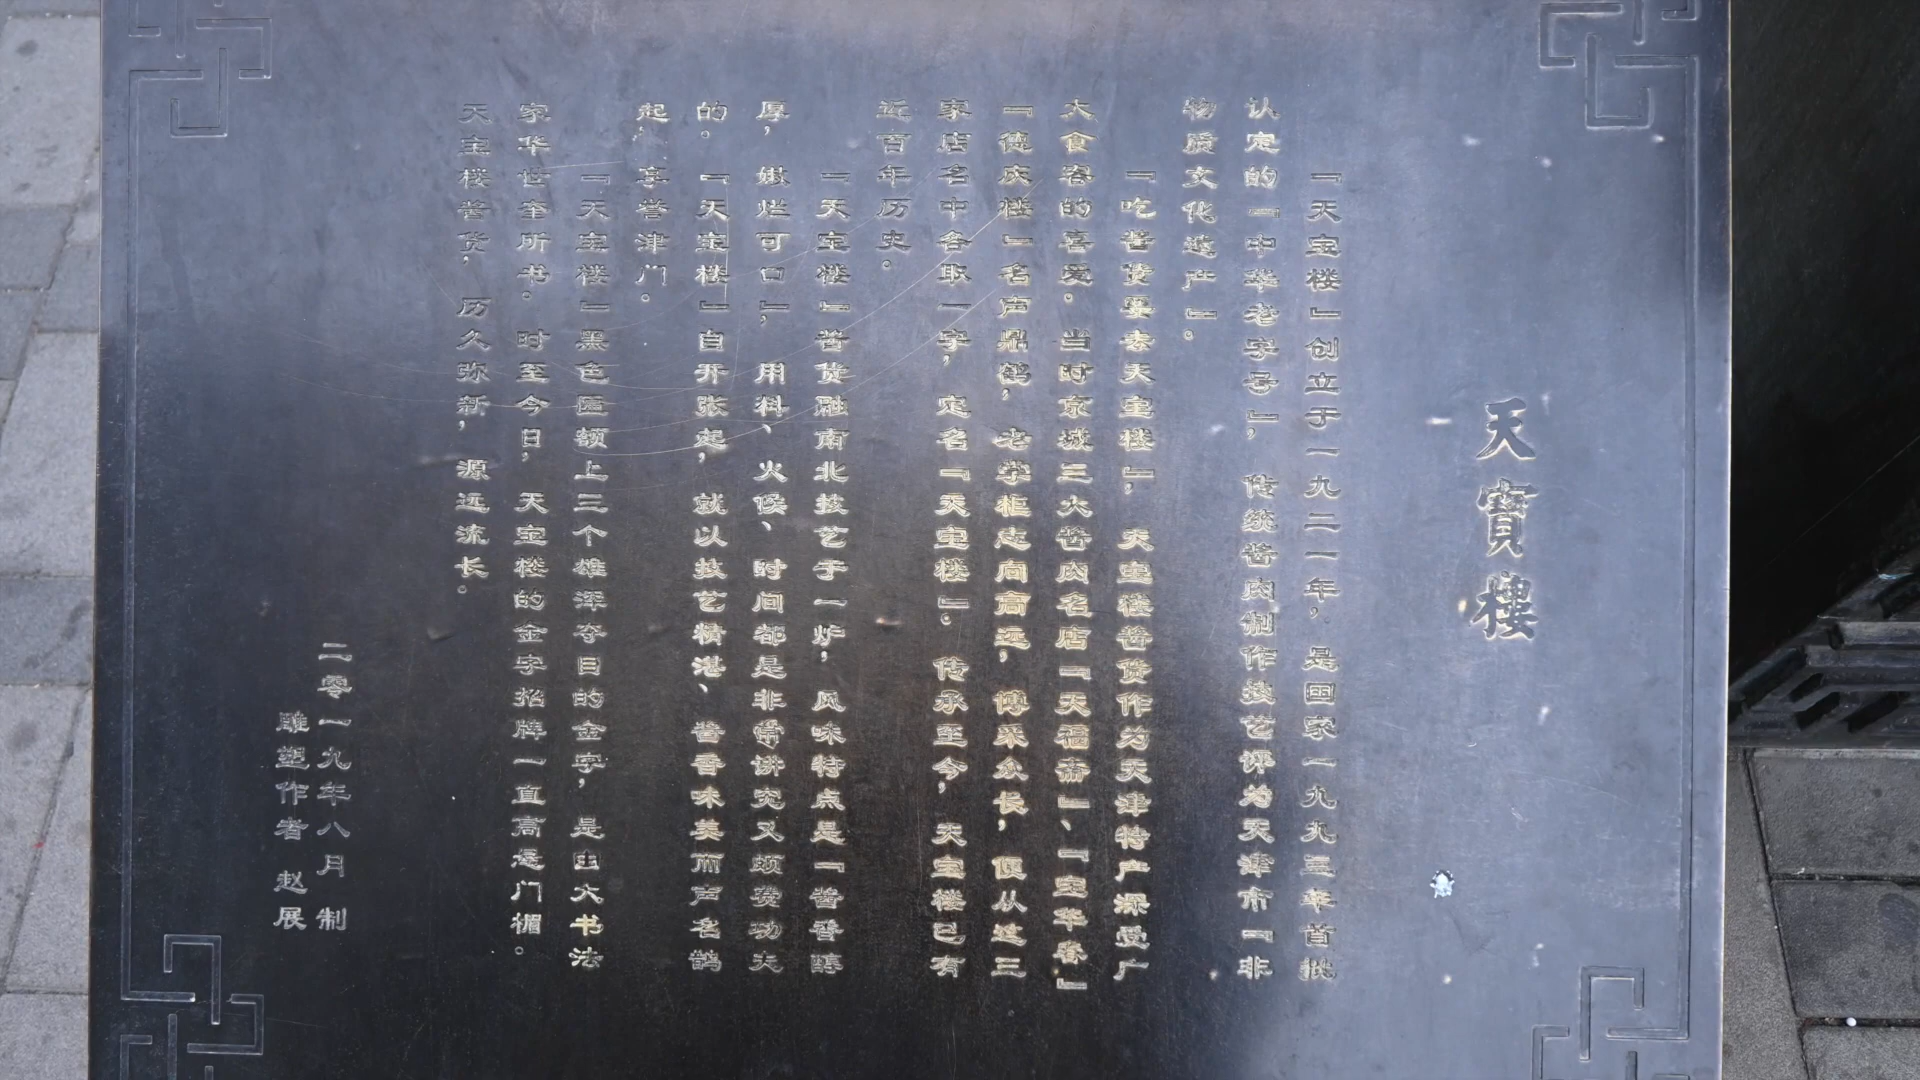 天寶樓
『天宝楼』创立于一九二一年，是国家一九九三年首批
认定的『中华老字号』，传统酱肉制作技艺评为天津市『非
物质文化遗产』。
『吃酱货要去天宝楼』，天宝楼酱货作为天津特产深受广
大食客的喜爱。当时京城三大酱肉名店『天福斋』、『宝华春』
『德庆楼』名声鼎鹤，老掌柜志向高远，博采众长，便从这三
家店名中各取一字，定名『天宝楼』。传承至今，天宝楼已有
近百年历史。
『天宝楼』酱货融南北技艺于一炉，风味特点是『酱香醇
厚，嫩烂可口』，用料、火候、时间都是非常讲究又颇费功夫
的。『天宝楼』自开张起，就以技艺精湛、酱香味美而声名鹊
起，享誉津门。
『天宝楼』黑色匾额上三个雄浑夺目的金字，是由大书法
家华世奎所书。时至今日，天宝楼的金字招牌一直高悬门楣。
天宝楼酱货，历久弥新，源远流长。
二零一九年八月制
雕塑作者 赵展